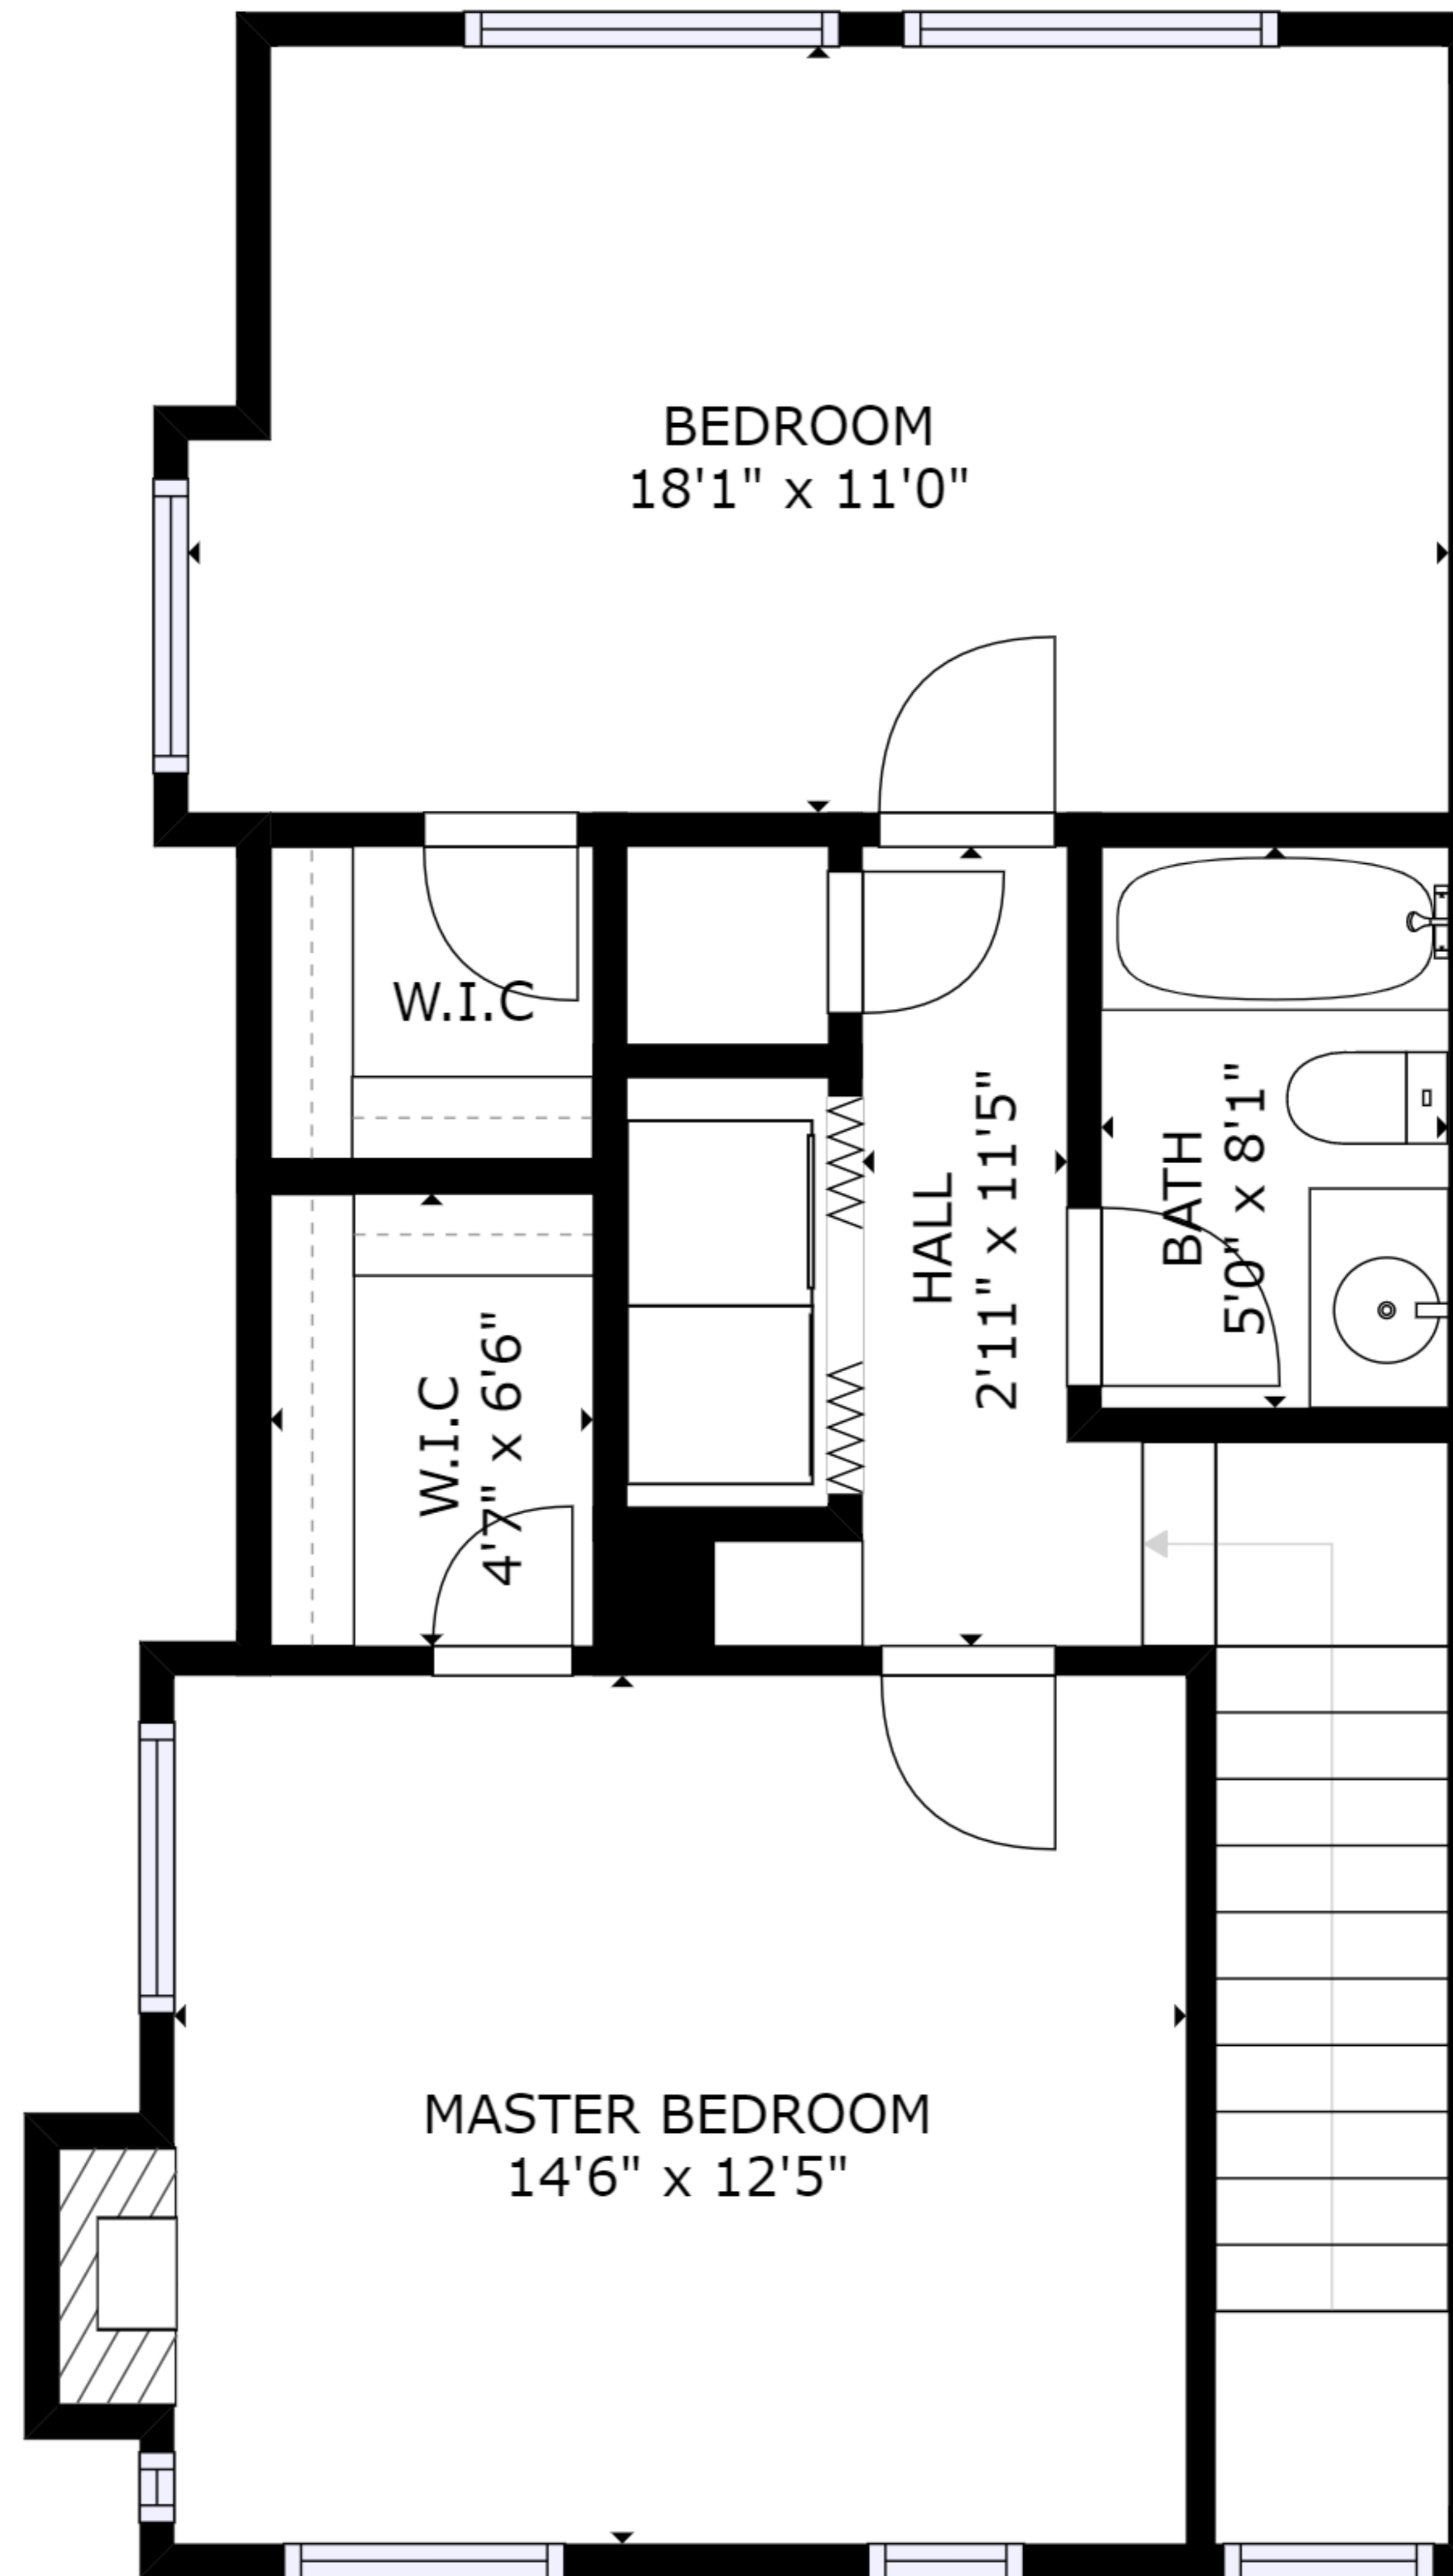 BEDROOM
18'1" x 11'0"
W.I.C
HALL
2'11" x 11'5"
BATH
5'0" x 8'1"
W.I.C
4'7" x 6'6"
MASTER BEDROOM
14'6" x 12'5"